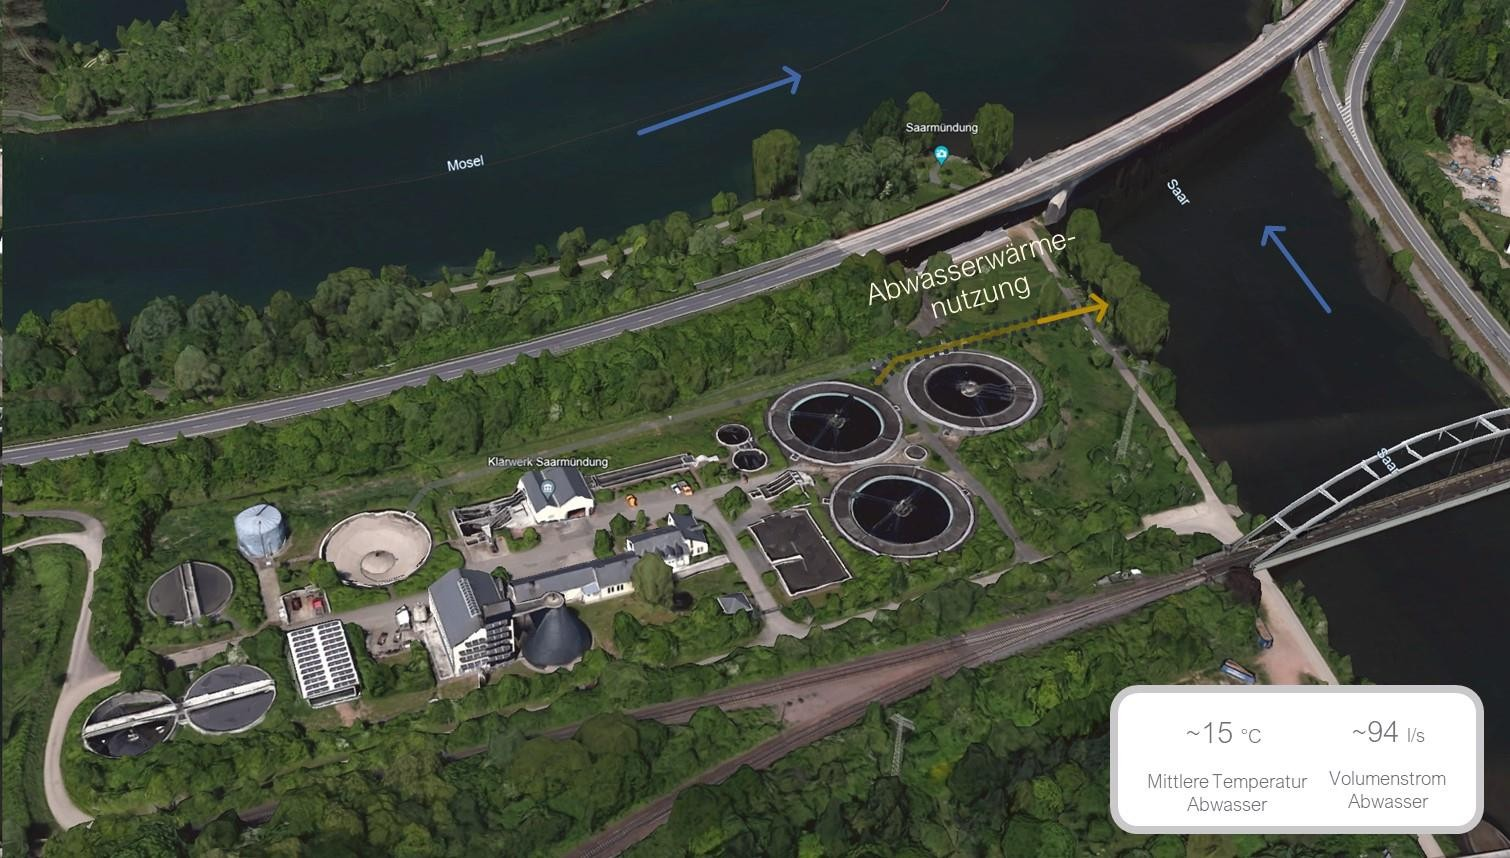 Saarmündung
Mosel
Saar
Abwasserwärme-
nutzung
Klärwerk Saarmündung
Saar
~15 °C
Mittlere Temperatur
Abwasser
~94 l/s
Volumenstrom
Abwasser